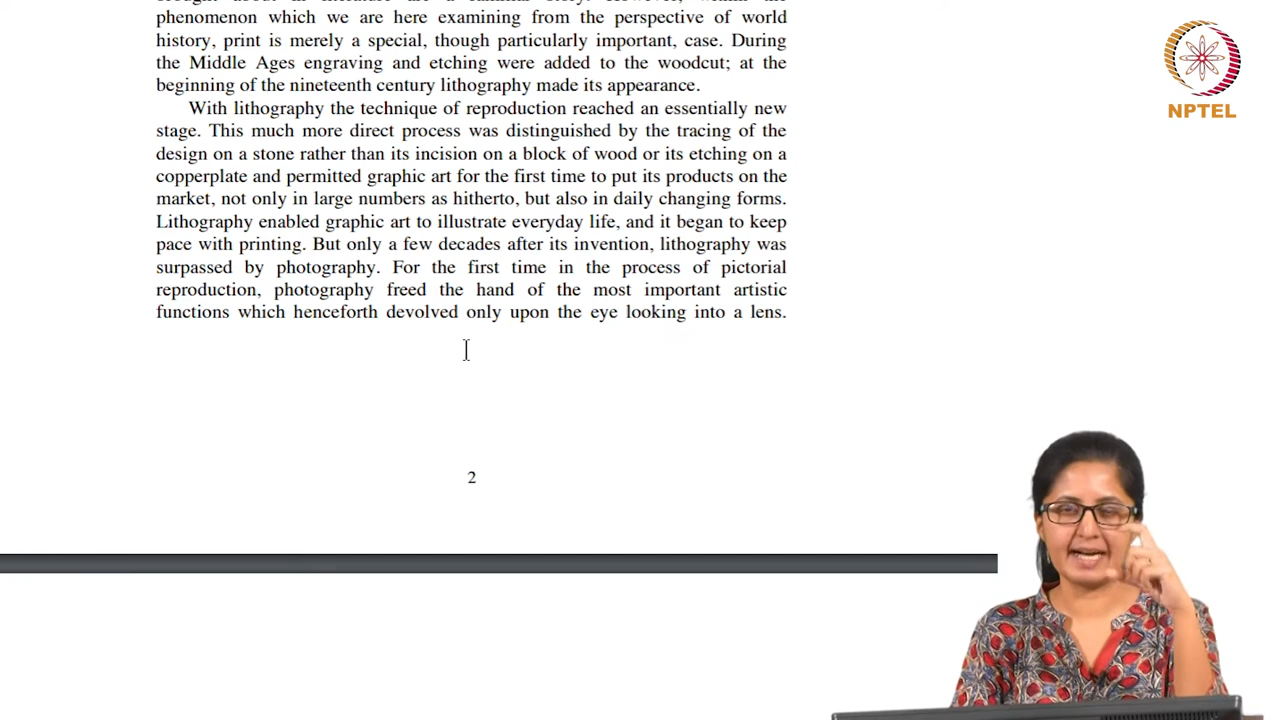 phenomenon which we are here examining from the perspective of world
history, print is merely a special, though particularly important, case. During
the Middle Ages engraving and etching were added to the woodcut; at the
beginning of the nineteenth century lithography made its appearance.
With lithography the technique of reproduction reached an essentially new
stage. This much more direct process was distinguished by the tracing of the
design on a stone rather than its incision on a block of wood or its etching on a
copperplate and permitted graphic art for the first time to put its products on the
market, not only in large numbers as hitherto, but also in daily changing forms.
Lithography enabled graphic art to illustrate everyday life, and it began to keep
pace with printing. But only a few decades after its invention, lithography was
surpassed by photography. For the first time in the process of pictorial
reproduction, photography freed the hand of the most important artistic
functions which henceforth devolved only upon the eye looking into a lens.
2
NPTEL